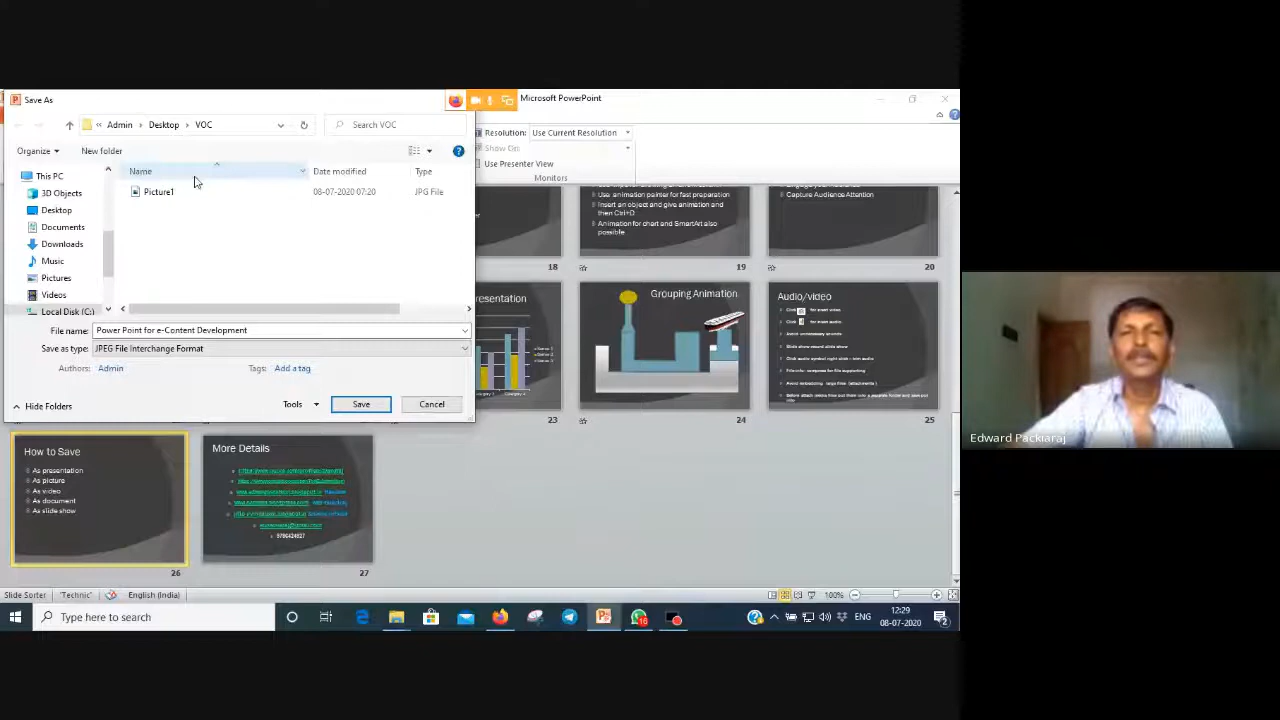 Save As
Microsoft PowerPoint
Admin
Desktop
VOC
Search VOC
Organize
New folder
Resolution:
Use Current Resolution
Show On:
Use Presenter View
Monitors
Name
Date modified
Type
This PC
3D Objects
Desktop
Documents
Downloads
Music
Pictures
Videos
Local Disk (C:)
Picture1
08-07-2020 07:20
JPG File
File name:
Power Point for e-Content Development
Save as type:
JPEG File Interchange Format
Authors:
Admin
Tags:
Add a tag
Hide Folders
Tools
Save
Cancel
Use animation painter for fast preparation
Insert an object and give animation and
then Ctrl+D
Animation for chart and SmartArt also
possible
Capture Audience Attention
18
19
20
Grouping Animation
Audio/video
23
24
25
How to Save
As presentation
As picture
As video
As document
As slide show
More Details
26
27
Slide Sorter
"Technic"
English (India)
100%
Type here to search
16
ENG
12:29
08-07-2020
2
Edward Packiaraj